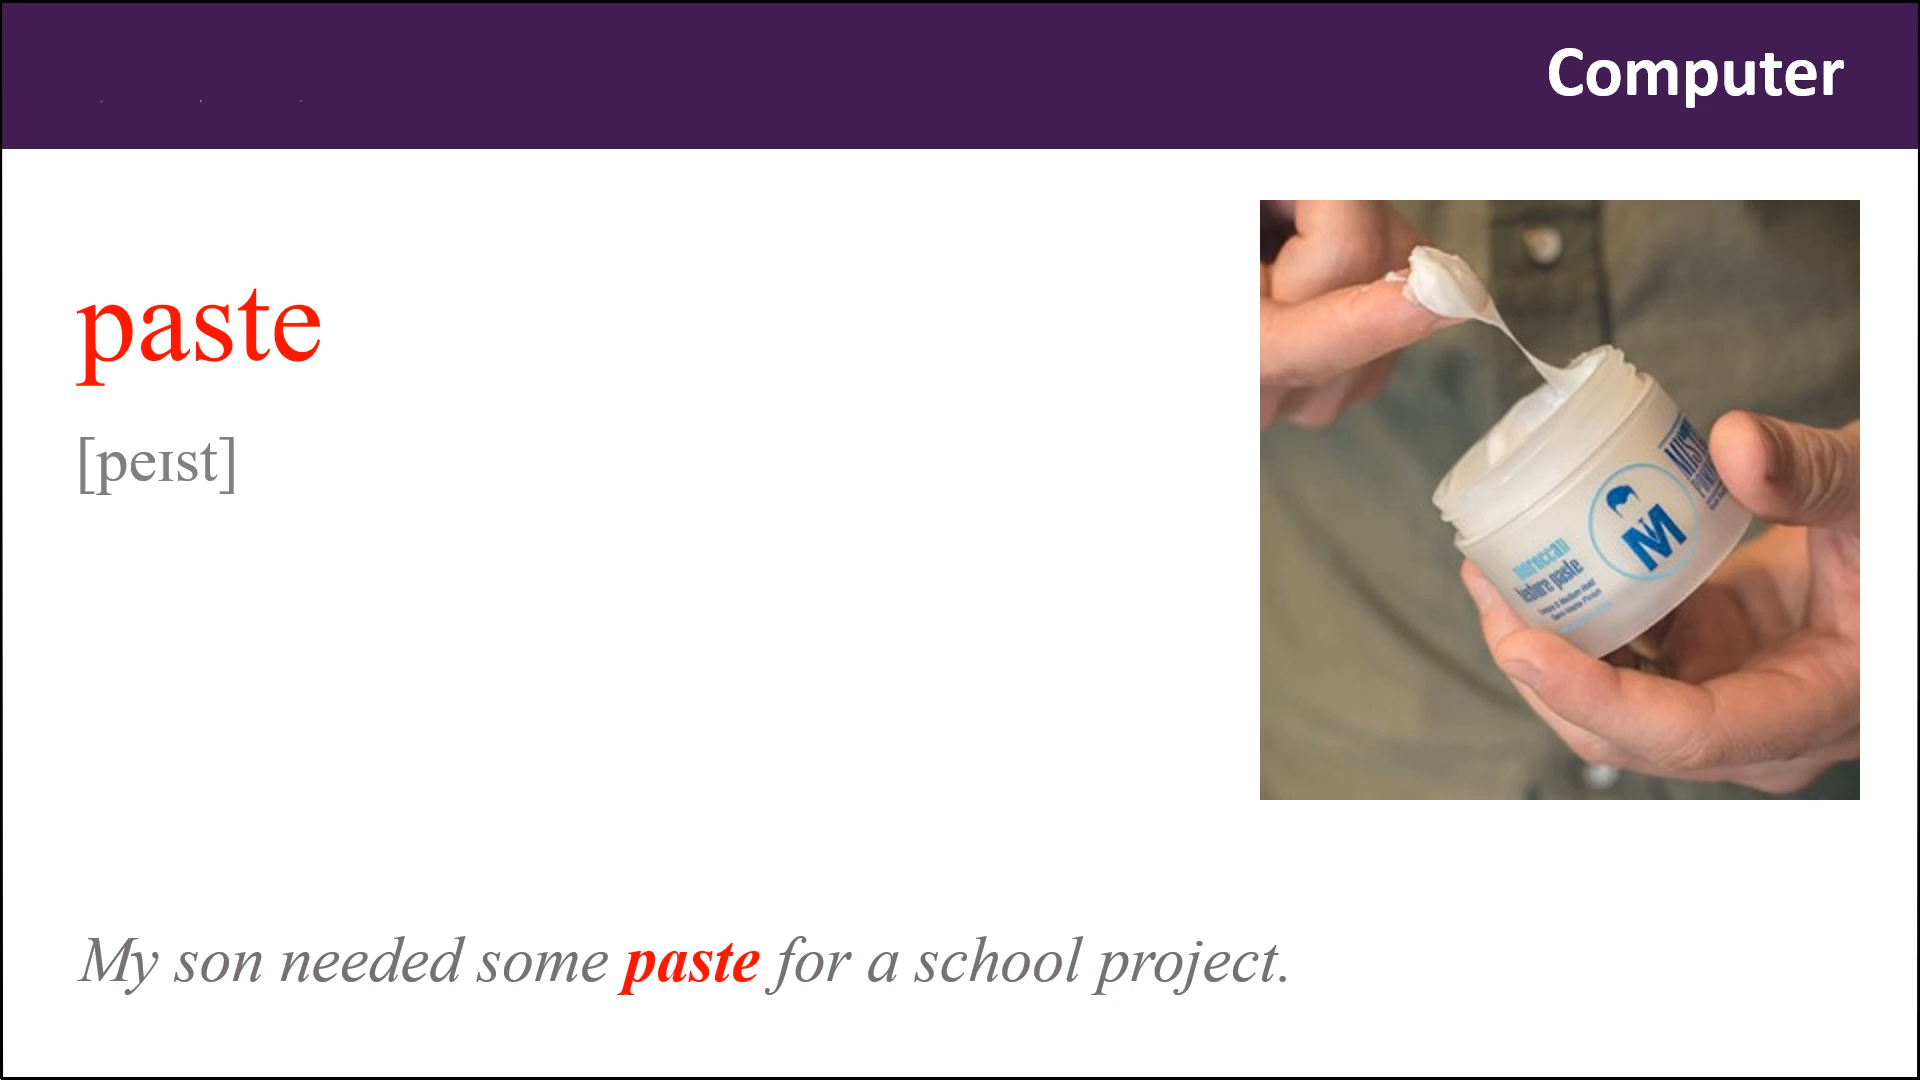 Computer
paste
[peɪst]
M
moroccan
texture paste
My son needed some paste for a school project.